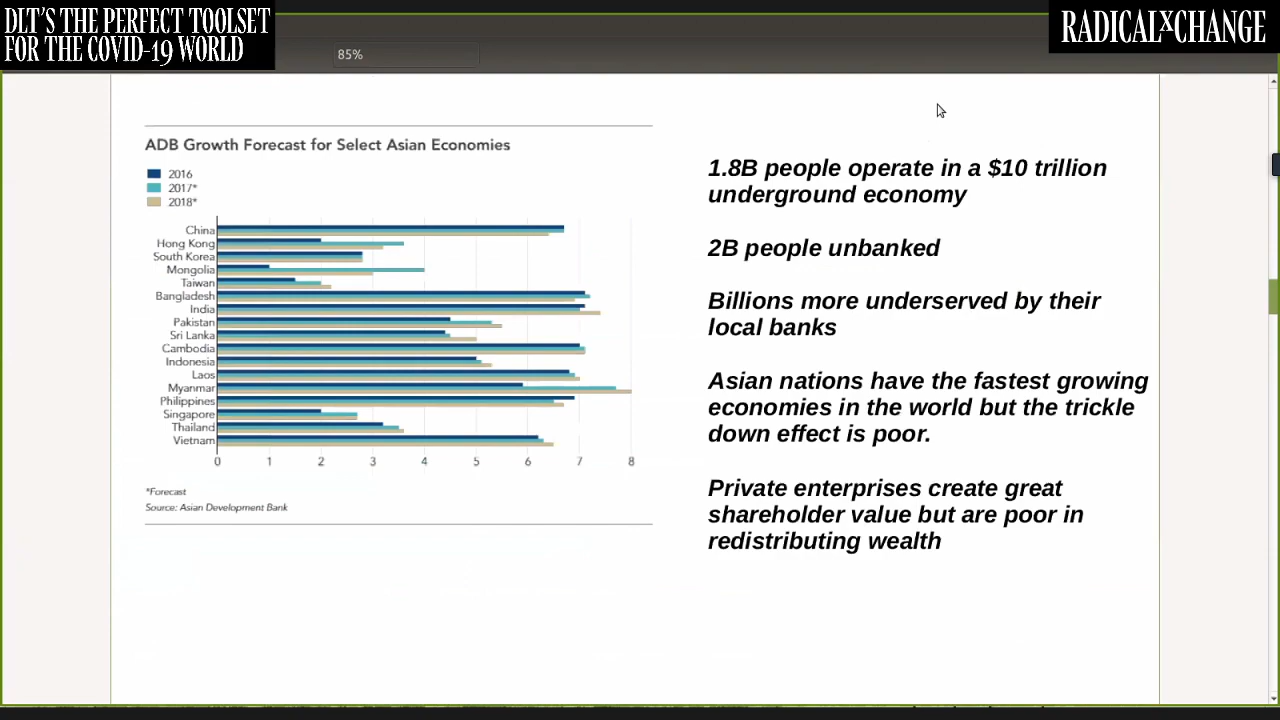 DLT'S THE PERFECT TOOLSET
FOR THE COVID-19 WORLD
RADICALXCHANGE
85%
ADB Growth Forecast for Select Asian Economies
2016
2017*
2018*
China
Hong Kong
South Korea
Mongolia
Taiwan
Bangladesh
India
Pakistan
Sri Lanka
Cambodia
Indonesia
Laos
Myanmar
Philippines
Singapore
Thailand
Vietnam
0 1 2 3 4 5 6 7 8
*Forecast
Source: Asian Development Bank
1.8B people operate in a $10 trillion
underground economy
2B people unbanked
Billions more underserved by their
local banks
Asian nations have the fastest growing
economies in the world but the trickle
down effect is poor.
Private enterprises create great
shareholder value but are poor in
redistributing wealth